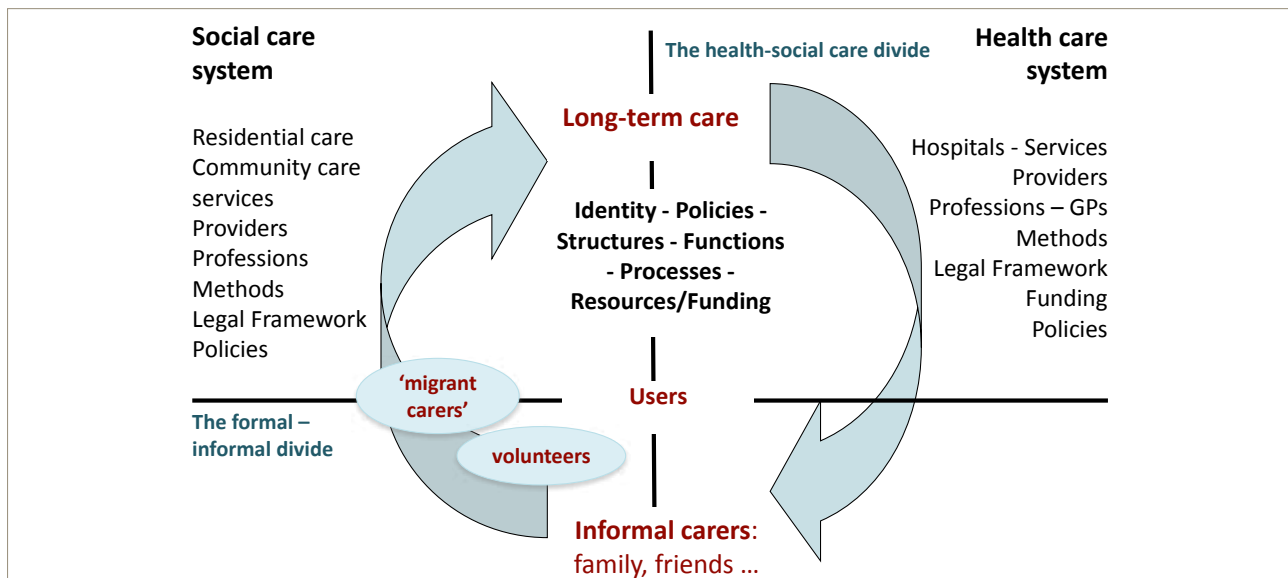 Social care
system
The health-social care divide
Health care
system
Long-term care
Residential care
Community care
services
Providers
Professions
Methods
Legal Framework
Policies
Identity - Policies -
Structures - Functions
- Processes -
Resources/Funding
Hospitals - Services
Providers
Professions – GPs
Methods
Legal Framework
Funding
Policies
‘migrant
carers’
Users
The formal –
informal divide
volunteers
Informal carers:
family, friends ...